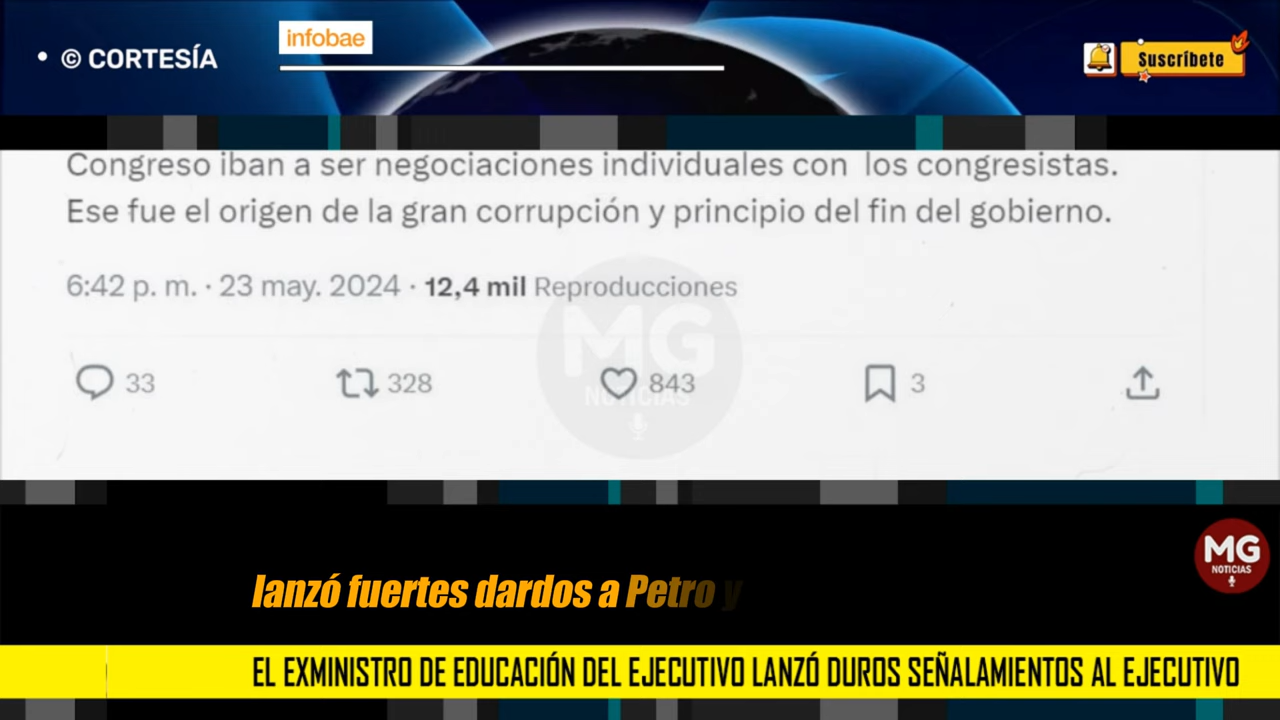 • © CORTESÍA
infobae
Suscríbete
Congreso iban a ser negociaciones individuales con los congresistas.
Ese fue el origen de la gran corrupción y principio del fin del gobierno.
6:42 p. m. · 23 may. 2024 · 12,4 mil Reproducciones
MG
NOTICIAS
33 328 843 3
MG
NOTICIAS
lanzó fuertes dardos a Petro y
EL EXMINISTRO DE EDUCACIÓN DEL EJECUTIVO LANZÓ DUROS SEÑALAMIENTOS AL EJECUTIVO